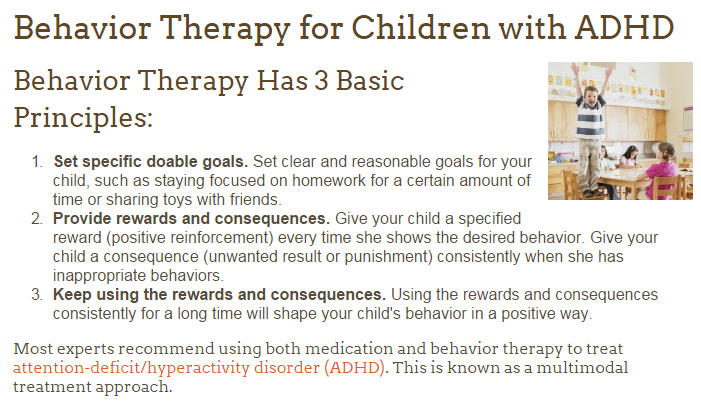 Behavior Therapy for Children with ADHD
Behavior Therapy Has 3 Basic
Principles:
1. Set specific doable goals. Set clear and reasonable goals for your
child, such as staying focused on homework for a certain amount of
time or sharing toys with friends.
2. Provide rewards and consequences. Give your child a specified
reward (positive reinforcement) every time she shows the desired behavior. Give your
child a consequence (unwanted result or punishment) consistently when she has
inappropriate behaviors.
3. Keep using the rewards and consequences. Using the rewards and consequences
consistently for a long time will shape your child's behavior in a positive way.
Most experts recommend using both medication and behavior therapy to treat
attention-deficit/hyperactivity disorder (ADHD). This is known as a multimodal
treatment approach.